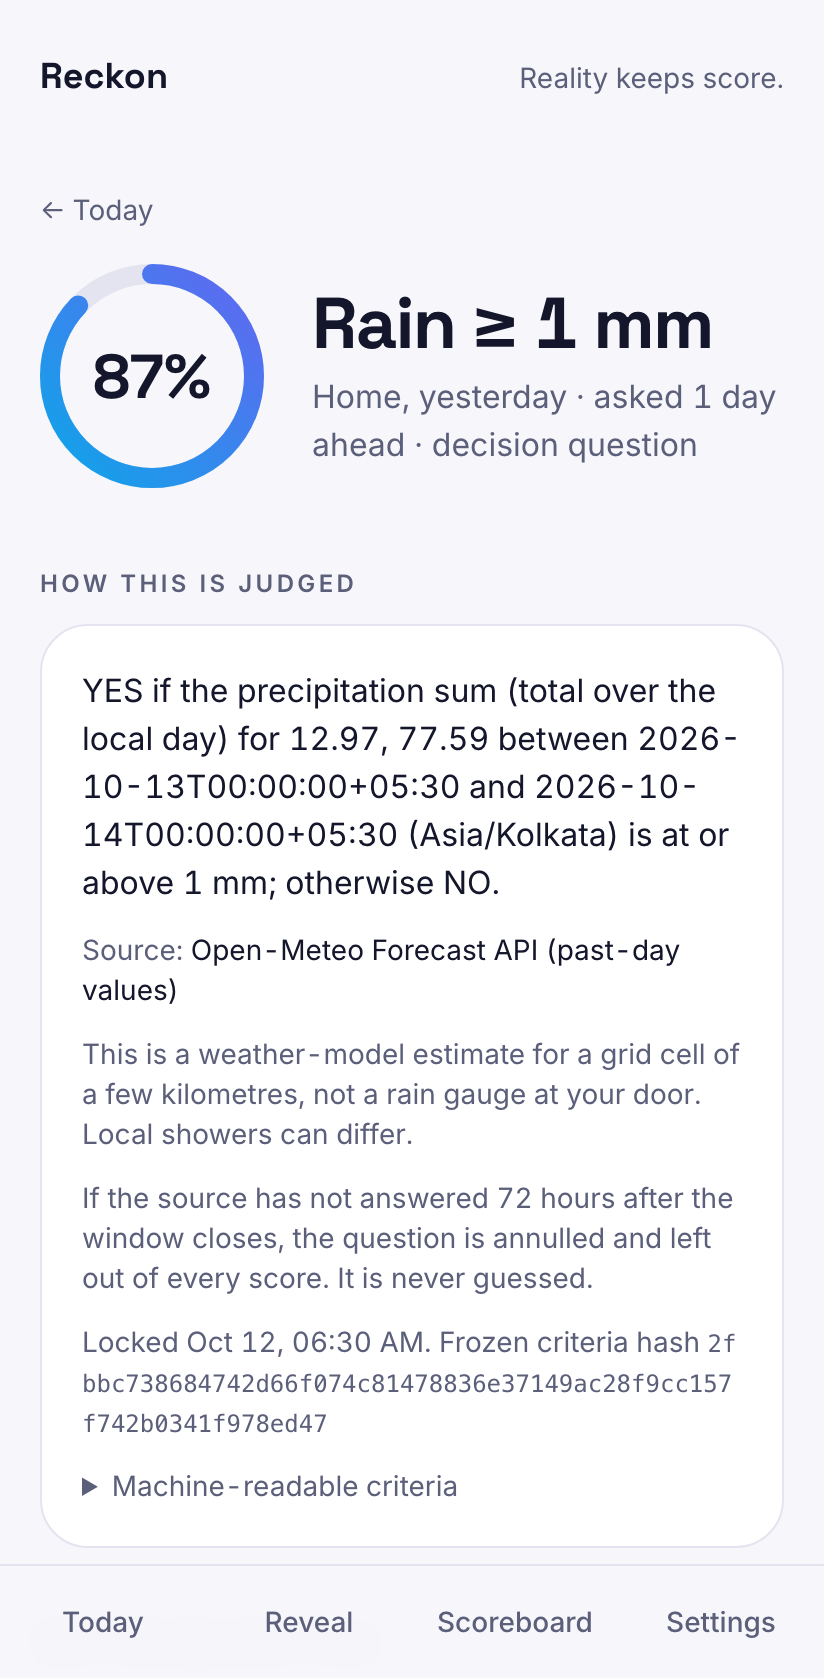 Reckon
Reality keeps score.
← Today
87%
Rain ≥ 1 mm
Home, yesterday · asked 1 day
ahead · decision question
HOW THIS IS JUDGED
YES if the precipitation sum (total over the
local day) for 12.97, 77.59 between 2026-
10-13T00:00:00+05:30 and 2026-10-
14T00:00:00+05:30 (Asia/Kolkata) is at or
above 1 mm; otherwise NO.
Source: Open-Meteo Forecast API (past-day
values)
This is a weather-model estimate for a grid cell of
a few kilometres, not a rain gauge at your door.
Local showers can differ.
If the source has not answered 72 hours after the
window closes, the question is annulled and left
out of every score. It is never guessed.
Locked Oct 12, 06:30 AM. Frozen criteria hash 2f
bbc738684742d66f074c81478836e37149ac28f9cc157
f742b0341f978ed47
▶ Machine-readable criteria
Today
Reveal
Scoreboard
Settings